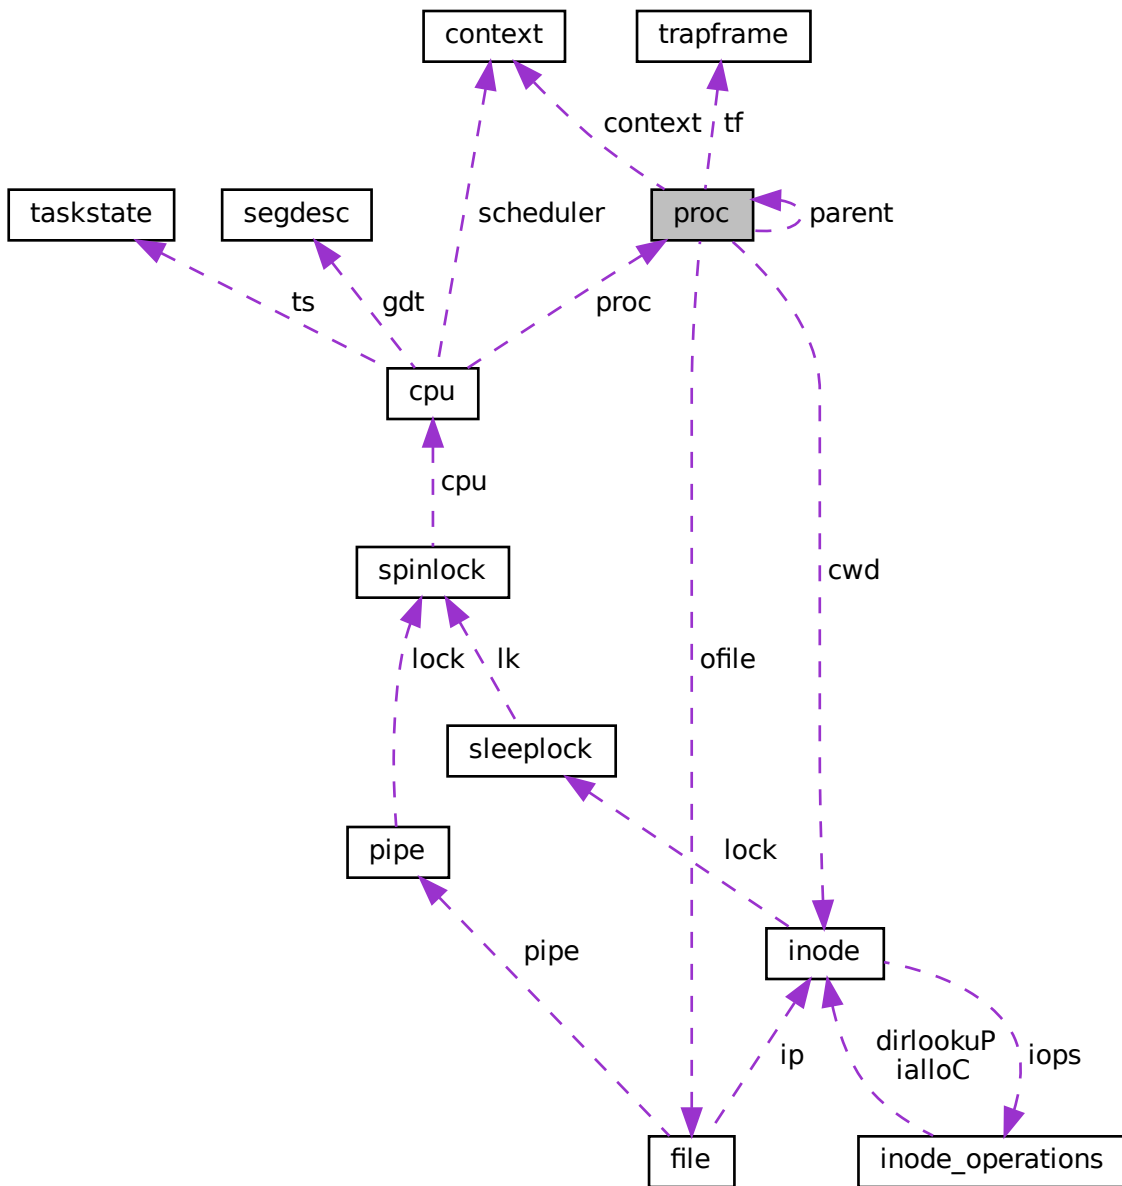 context
trapframe
context
tf
taskstate
segdesc
scheduler
proc
parent
ts
gdt
proc
cpu
cpu
spinlock
cwd
lock
lk
ofile
sleeplock
pipe
lock
pipe
inode
ip
dirlookuP
ialloC
iops
file
inode_operations